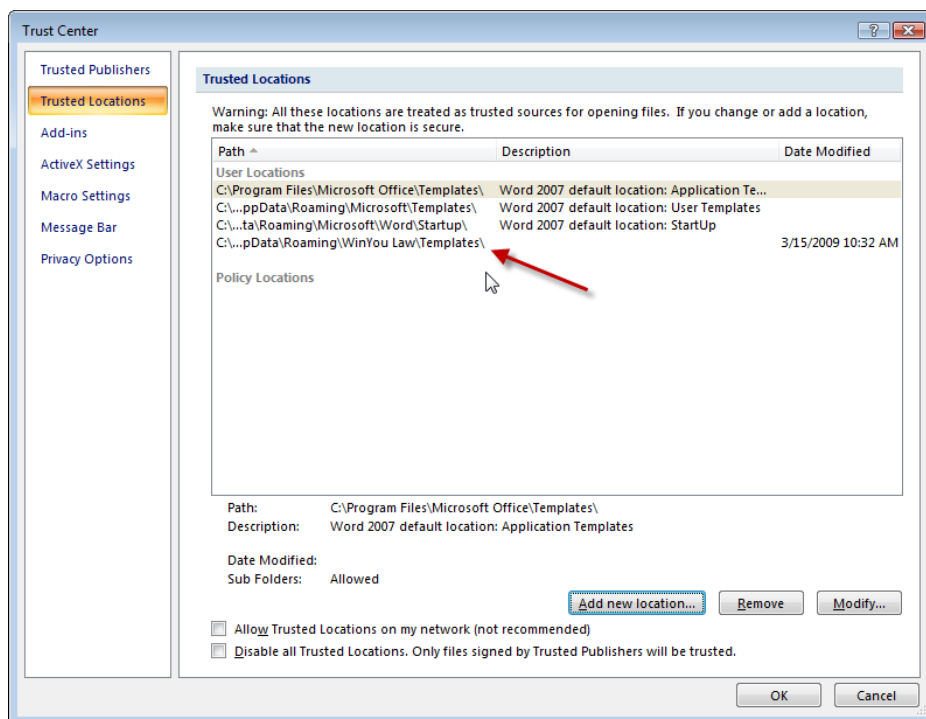 Trust Center
Trusted Publishers
Trusted Locations
Add-ins
ActiveX Settings
Macro Settings
Message Bar
Privacy Options
Trusted Locations
Warning: All these locations are treated as trusted sources for opening files. If you change or add a location,
make sure that the new location is secure.
Path Description Date Modified
User Locations
C:\Program Files\Microsoft Office\Templates\ Word 2007 default location: Application Te...
C:\...ppData\Roaming\Microsoft\Templates\ Word 2007 default location: User Templates
C:\...ta\Roaming\Microsoft\Word\Startup\ Word 2007 default location: StartUp
C:\...pData\Roaming\WinYou Law\Templates\ 3/15/2009 10:32 AM
Policy Locations
Path: C:\Program Files\Microsoft Office\Templates\
Description: Word 2007 default location: Application Templates
Date Modified:
Sub Folders: Allowed
Add new location... Remove Modify...
Allow Trusted Locations on my network (not recommended)
Disable all Trusted Locations. Only files signed by Trusted Publishers will be trusted.
OK Cancel